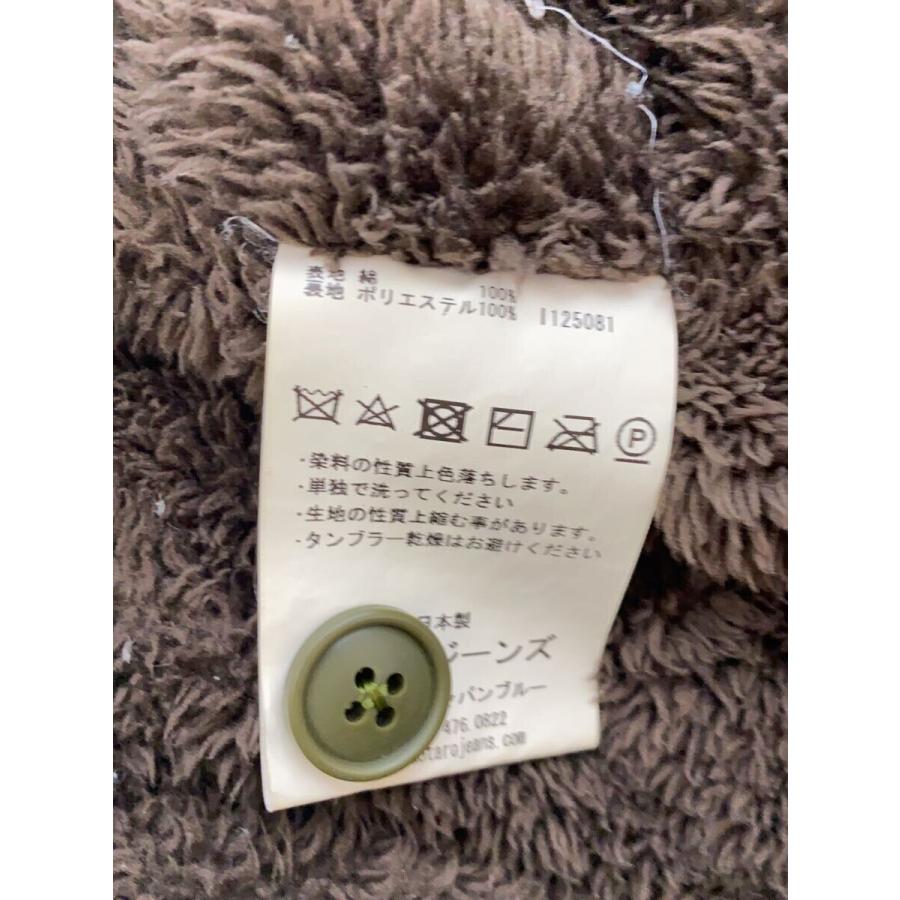 表地 綿 100%
表地 ポリエステル100% I125081
P
・染料の性質上色落ちします。
・単独で洗ってください
・生地の性質上縮む事があります。
・タンブラー乾燥はお避けください
日本製
ジーンズ
パンブルー
476.0822
tarojeans.com